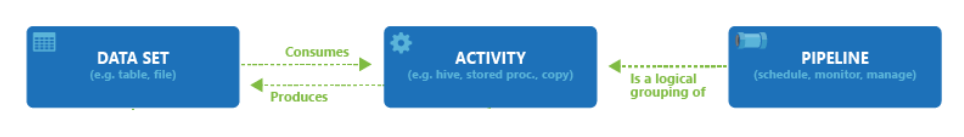 DATA SET
(e.g. table, file)
Consumes
Produces
ACTIVITY
(e.g. hive, stored proc., copy)
Is a logical
grouping of
PIPELINE
(schedule, monitor, manage)